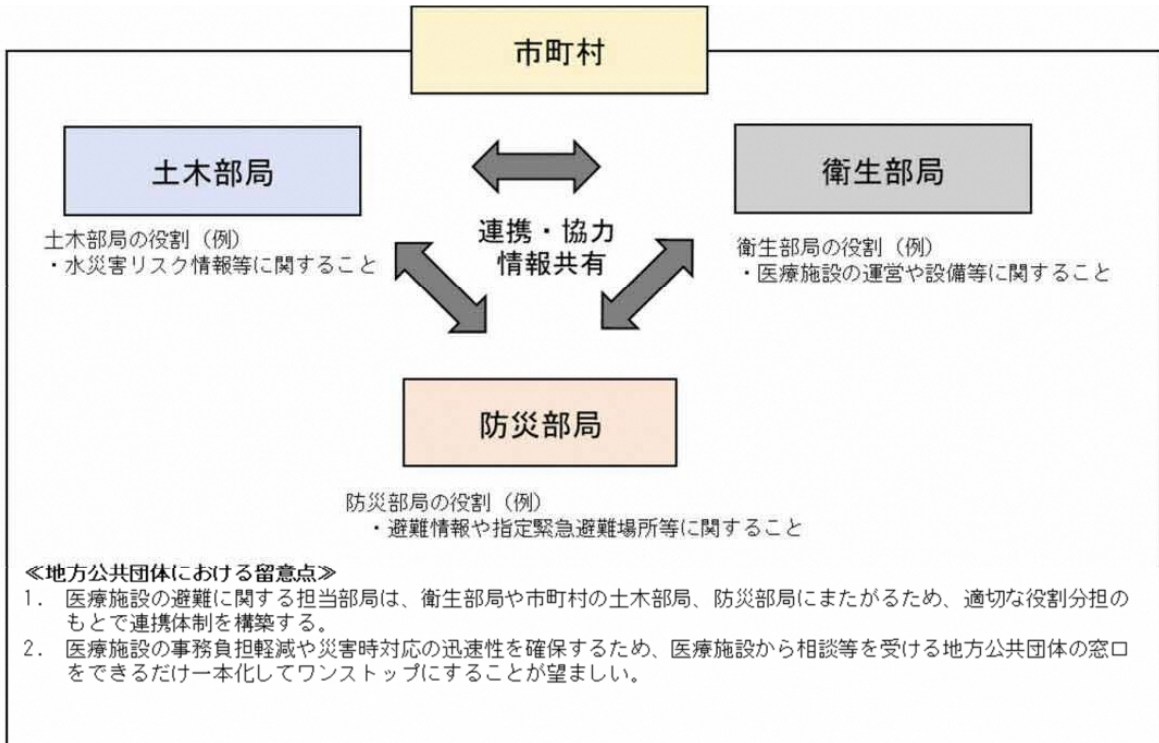 市町村
土木部局
衛生部局
土木部局の役割（例）
・水災害リスク情報等に関すること
連携・協力
情報共有
衛生部局の役割（例）
・医療施設の運営や設備等に関すること
防災部局
防災部局の役割（例）
・避難情報や指定緊急避難場所等に関すること
≪地方公共団体における留意点≫
1. 医療施設の避難に関する担当部局は、衛生部局や市町村の土木部局、防災部局にまたがるため、適切な役割分担の
もとで連携体制を構築する。
2. 医療施設の事務負担軽減や災害時対応の迅速性を確保するため、医療施設から相談等を受ける地方公共団体の窓口
をできるだけ一本化してワンストップにすることが望ましい。